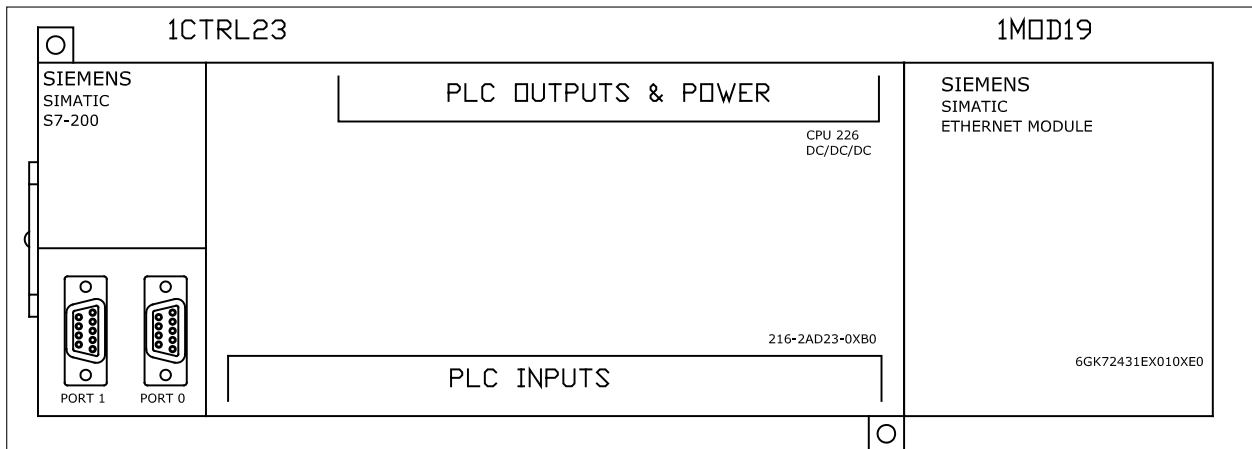 1CTRL23
1MOD19
SIEMENS
SIMATIC
S7-200
PLC OUTPUTS & POWER
CPU 226
DC/DC/DC
SIEMENS
SIMATIC
ETHERNET MODULE
216-2AD23-0XB0
6GK72431EX010XE0
PLC INPUTS
PORT 1
PORT 0